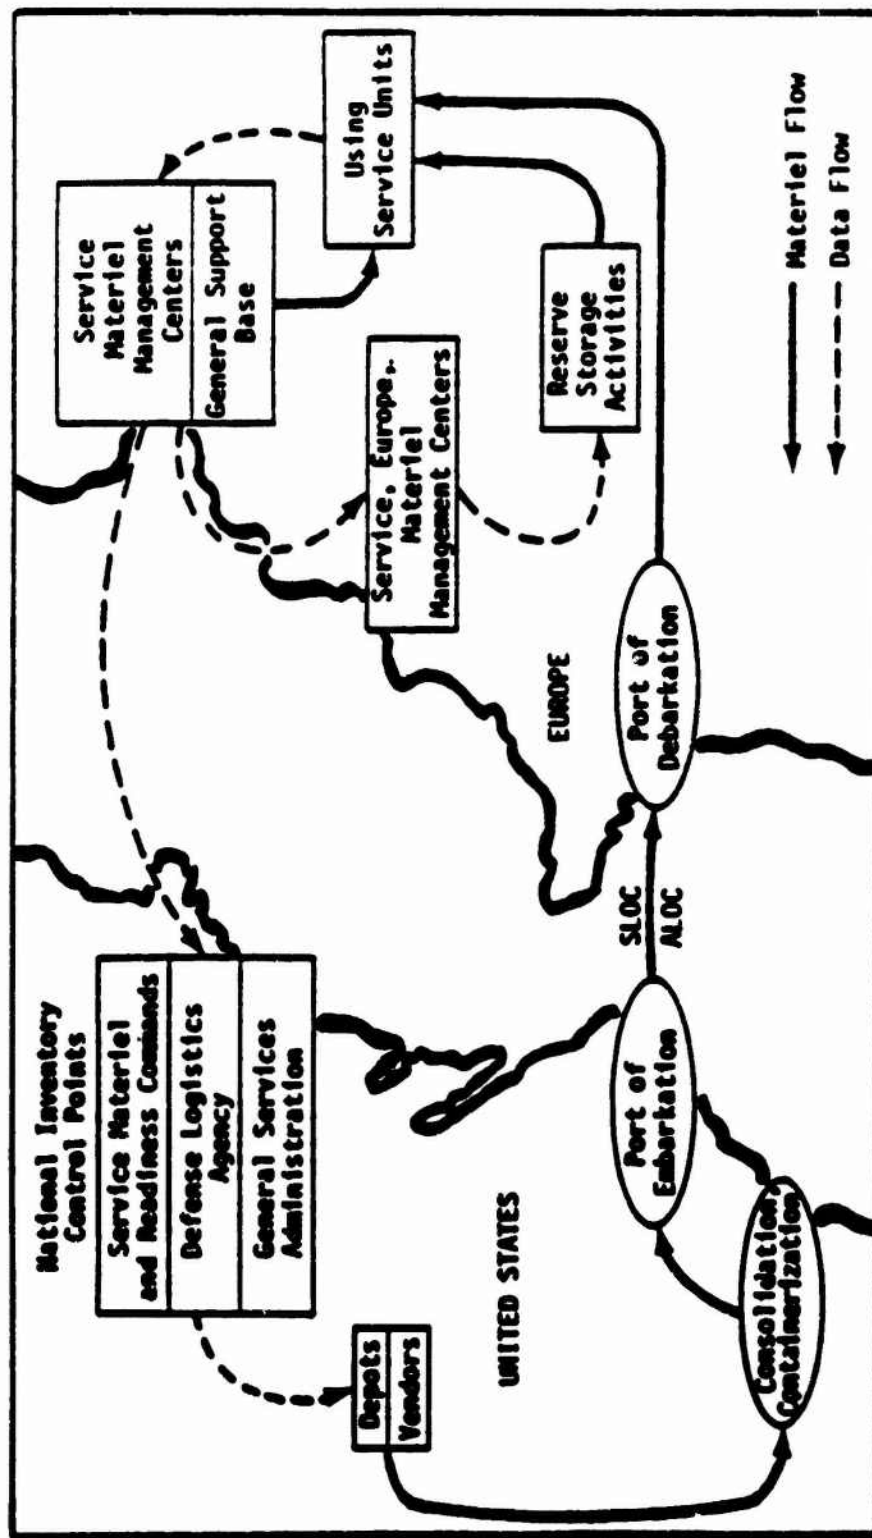 National Inventory
Control Points
Service Materiel
and Readiness Commands
Defense Logistics
Agency
General Services
Administration
Depots
Vendors
UNITED STATES
Consolidation,
Containerization
Port of
Embarkation
SLOC
ALOC
Port of
Debarkation
EUROPE
Service
Materiel
Management
Centers
General Support
Base
Service, Europe,
Materiel
Management Centers
Using
Service Units
Reserve
Storage
Activities
Materiel Flow
Data Flow